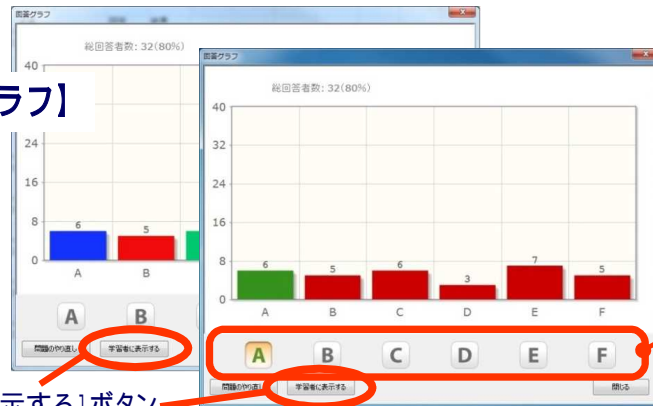 回答グラフ
総回答者数: 32(80%)
40
ラフ】
24
16
8
0
6
5
A
B
A
B
問題のやり直し
学習者に表示する
回答グラフ
総回答者数: 32(80%)
40
32
24
16
8
0
6
5
6
3
7
5
A B C D E F
A B C D E F
問題のやり直し
学習者に表示する
閉じる
示する]ボタン